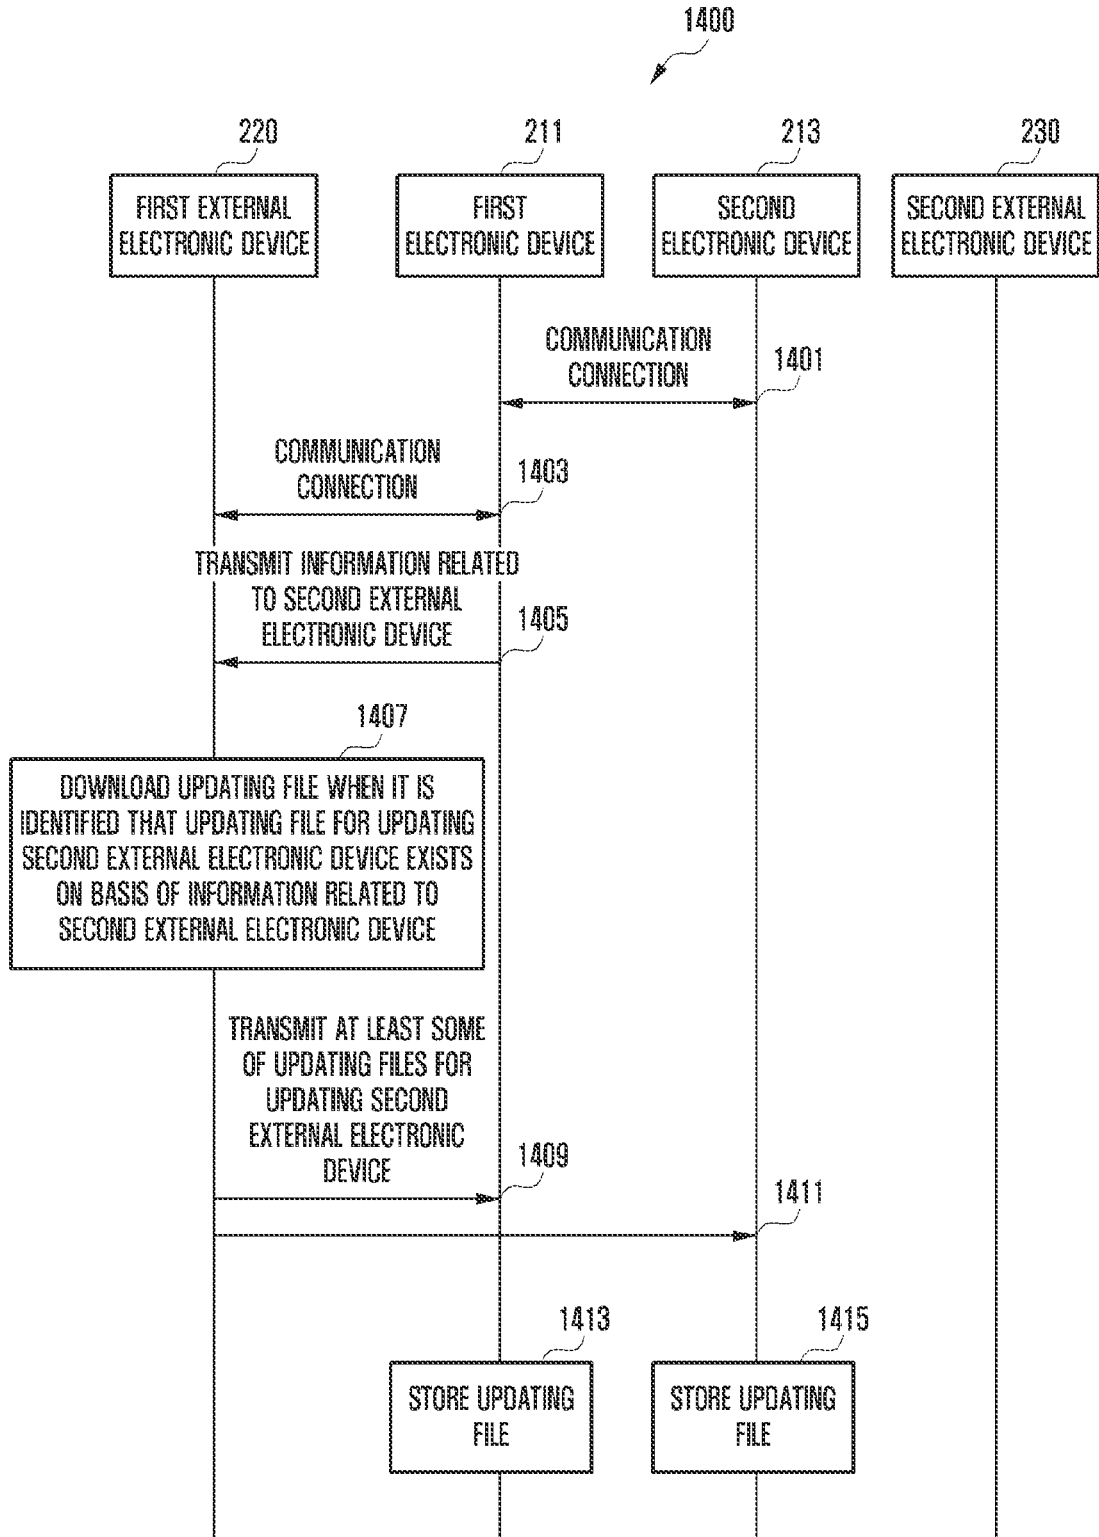 1400
220
211
213
230
FIRST EXTERNAL
ELECTRONIC DEVICE
FIRST
ELECTRONIC DEVICE
SECOND
ELECTRONIC DEVICE
SECOND EXTERNAL
ELECTRONIC DEVICE
COMMUNICATION
CONNECTION
1401
COMMUNICATION
CONNECTION
1403
TRANSMIT INFORMATION RELATED
TO SECOND EXTERNAL
ELECTRONIC DEVICE
1405
1407
DOWNLOAD UPDATING FILE WHEN IT IS
IDENTIFIED THAT UPDATING FILE FOR UPDATING
SECOND EXTERNAL ELECTRONIC DEVICE EXISTS
ON BASIS OF INFORMATION RELATED TO
SECOND EXTERNAL ELECTRONIC DEVICE
TRANSMIT AT LEAST SOME
OF UPDATING FILES FOR
UPDATING SECOND
EXTERNAL ELECTRONIC
DEVICE
1409
1411
1413
1415
STORE UPDATING
FILE
STORE UPDATING
FILE